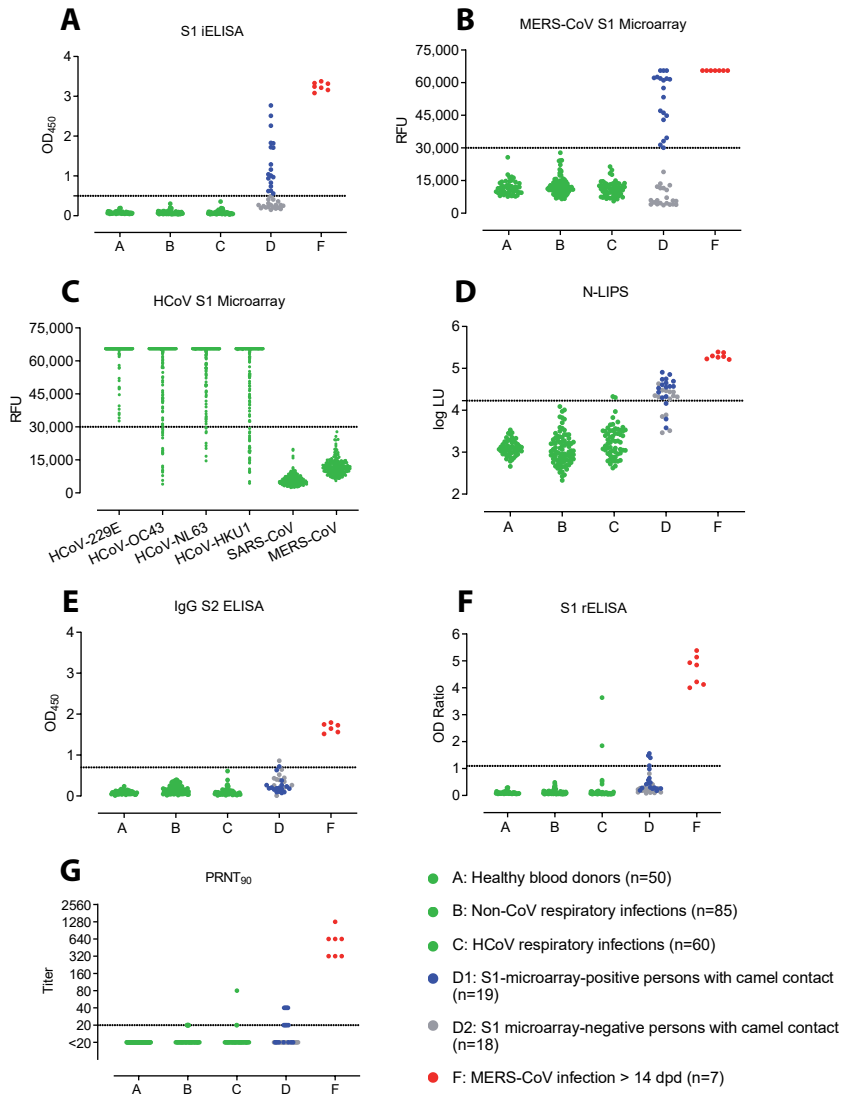 A
S1 iELISA
4
3
2
1
0
OD450
A B C D F
B
MERS-CoV S1 Microarray
75,000
60,000
45,000
30,000
15,000
0
RFU
A B C D F
C
HCoV S1 Microarray
75,000
60,000
45,000
30,000
15,000
0
RFU
HCoV-229E
HCoV-OC43
HCoV-NL63
HCoV-HKU1
SARS-CoV
MERS-CoV
D
N-LIPS
6
5
4
3
2
log LU
A B C D F
E
IgG S2 ELISA
4
3
2
1
0
OD450
A B C D F
F
S1 rELISA
6
5
4
3
2
1
0
OD Ratio
A B C D F
G
PRNT90
2560
1280
640
320
160
80
40
20
<20
Titer
A B C D F
A: Healthy blood donors (n=50)
B: Non-CoV respiratory infections (n=85)
C: HCoV respiratory infections (n=60)
D1: S1-microarray-positive persons with camel contact
(n=19)
D2: S1 microarray-negative persons with camel contact
(n=18)
F: MERS-CoV infection > 14 dpd (n=7)